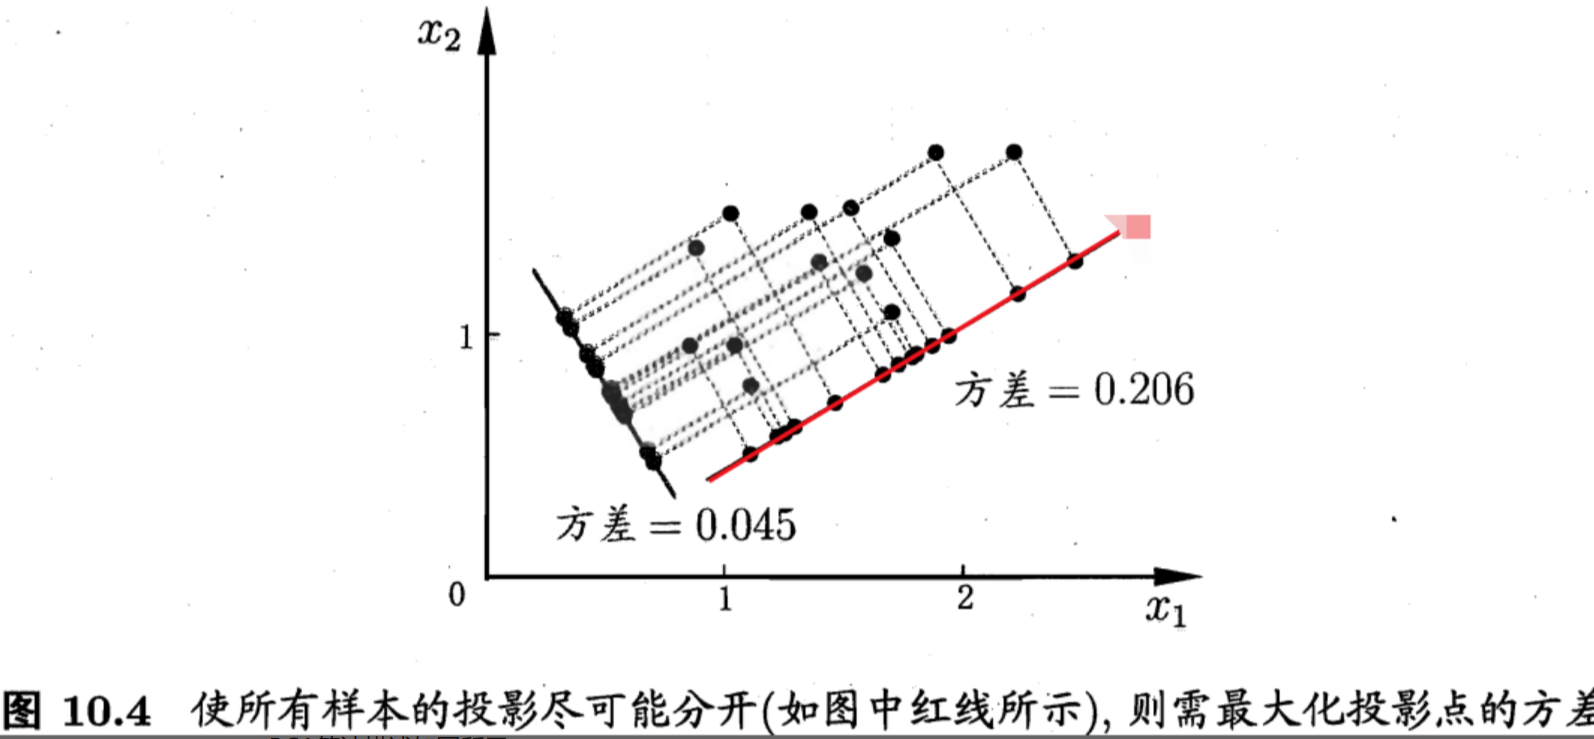 x₂
1
方差 = 0.206
方差 = 0.045
0
1
2
x₁
图 10.4 使所有样本的投影尽可能分开(如图中红线所示), 则需最大化投影点的方差